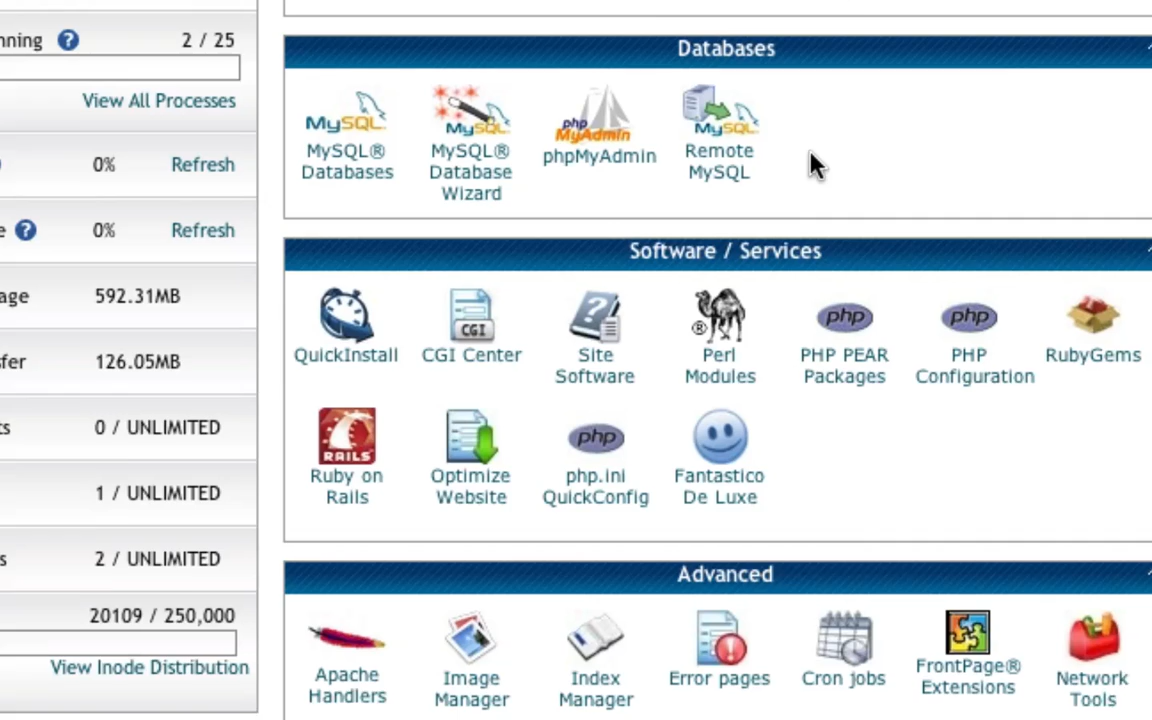 nning ? 2 / 25
View All Processes
0% Refresh
e ? 0% Refresh
age 592.31MB
sfer 126.05MB
ts 0 / UNLIMITED
1 / UNLIMITED
s 2 / UNLIMITED
20109 / 250,000
View Inode Distribution
Databases
MySQL MySQL php MyAdmin MySQL
MySQL® Databases
MySQL® Database Wizard
phpMyAdmin
Remote MySQL
Software / Services
CGI ? ® php php
QuickInstall
CGI Center
Site Software
Perl Modules
PHP PEAR Packages
PHP Configuration
RubyGems
RAILS php
Ruby on Rails
Optimize Website
php.ini QuickConfig
Fantastico De Luxe
Advanced
Apache Handlers
Image Manager
Index Manager
Error pages
Cron jobs
FrontPage® Extensions
Network Tools